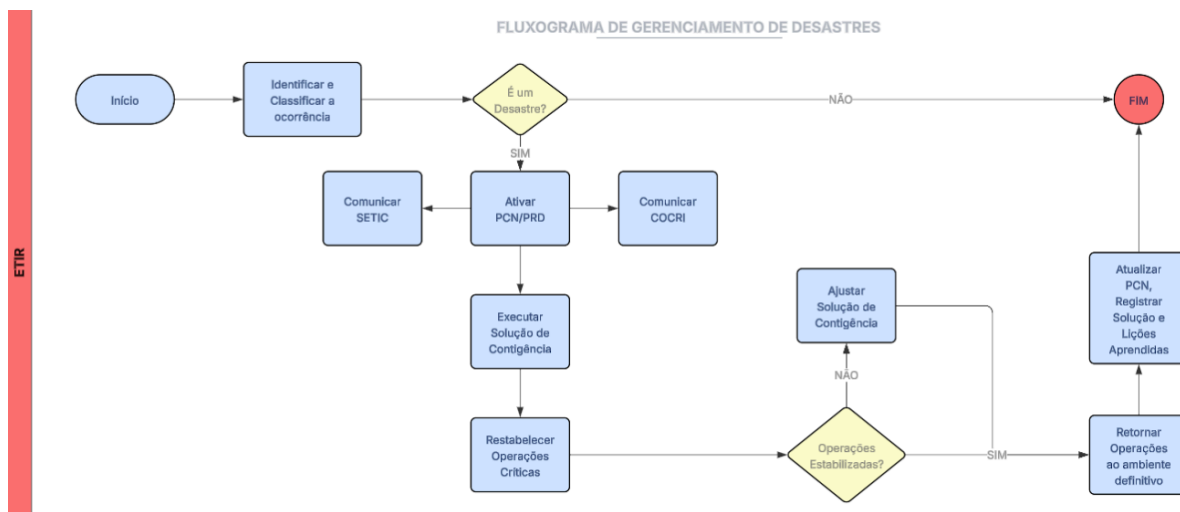 FLUXOGRAMA DE GERENCIAMENTO DE DESASTRES
ETIR
Início
Identificar e
Classificar a
ocorrência
É um
Desastre?
NÃO
FIM
SIM
Comunicar
SETIC
Ativar
PCN/PRD
Comunicar
COCRI
Executar
Solução de
Contigência
Restabelecer
Operações
Críticas
Operações
Estabilizadas?
NÃO
Ajustar
Solução de
Contigência
SIM
Retornar
Operações
ao ambiente
definitivo
Atualizar
PCN,
Registrar
Solução e
Lições
Aprendidas